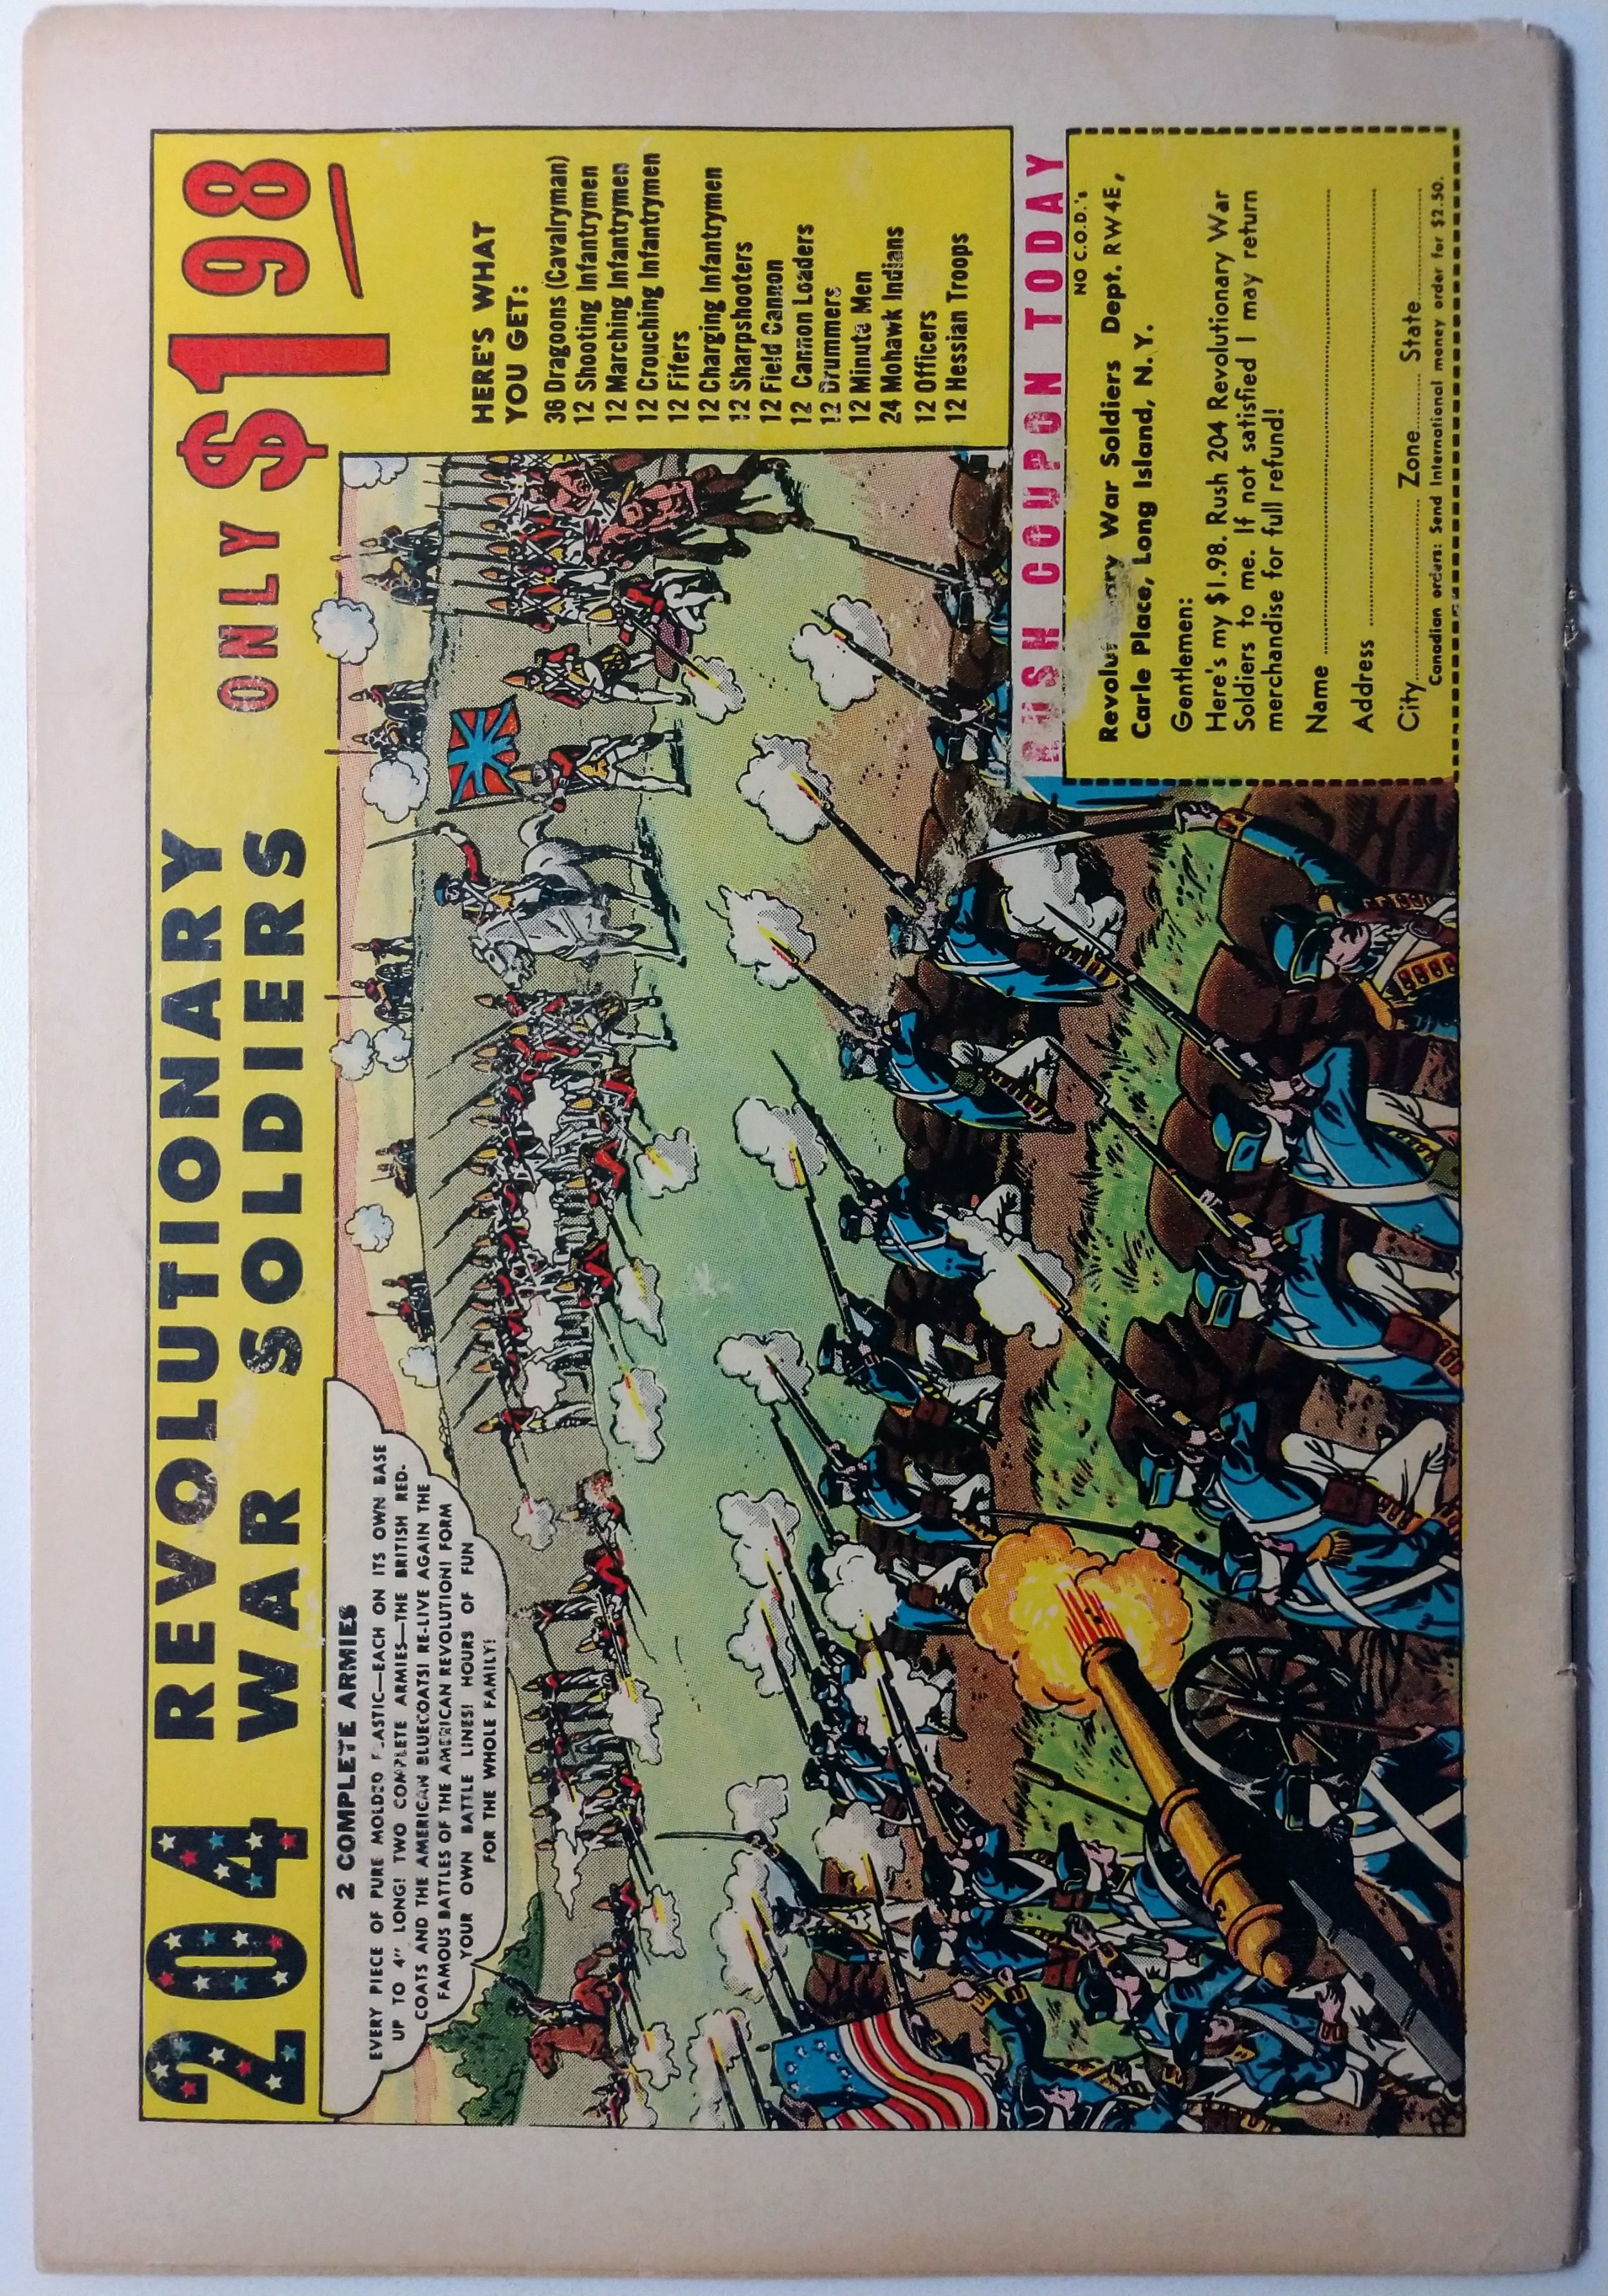 204 REVOLUTIONARY
WAR SOLDIERS ONLY $198
2 COMPLETE ARMIES
EVERY PIECE OF PURE MOLDED PLASTIC—EACH ON ITS OWN BASE
UP TO 4" LONG! TWO COMPLETE ARMIES—THE BRITISH RED-
COATS AND THE AMERICAN BLUECOATS! RE-LIVE AGAIN THE
FAMOUS BATTLES OF THE AMERICAN REVOLUTION! FORM
YOUR OWN BATTLE LINES! HOURS OF FUN
FOR THE WHOLE FAMILY!
HERE'S WHAT
YOU GET:
36 Dragoons (Cavalryman)
12 Shooting Infantrymen
12 Marching Infantrymen
12 Crouching Infantrymen
12 Fifers
12 Charging Infantrymen
12 Sharpshooters
12 Field Cannon
12 Cannon Loaders
12 Drummers
12 Minute Men
24 Mohawk Indians
12 Officers
12 Hessian Troops
RUSH COUPON TODAY
NO C.O.D.'s
Revolutionary War Soldiers Dept. RW4E,
Carle Place, Long Island, N.Y.
Gentlemen:
Here's my $1.98. Rush 204 Revolutionary War
Soldiers to me. If not satisfied I may return
merchandise for full refund!
Name
Address
City Zone State
Canadian orders: Send International money order for $2.50.